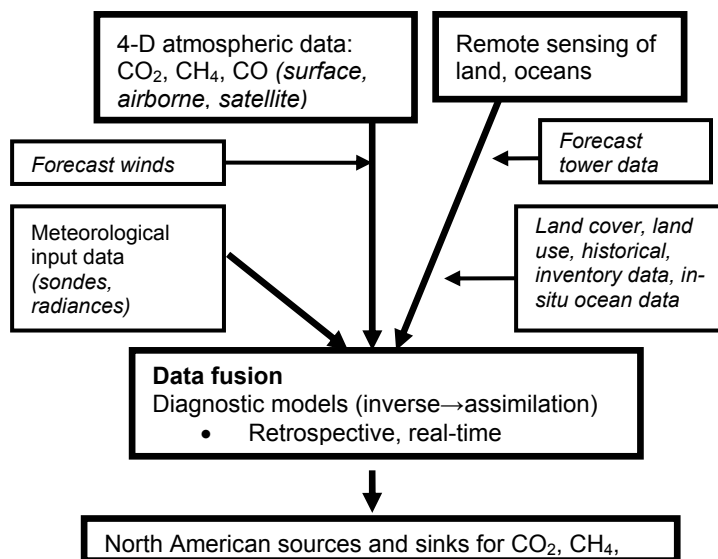 4-D atmospheric data:
CO₂, CH₄, CO (surface,
airborne, satellite)
Remote sensing of
land, oceans
Forecast winds
Forecast
tower data
Meteorological
input data
(sondes,
radiances)
Land cover, land
use, historical,
inventory data, in-
situ ocean data
Data fusion
Diagnostic models (inverse→assimilation)
• Retrospective, real-time
North American sources and sinks for CO₂, CH₄,